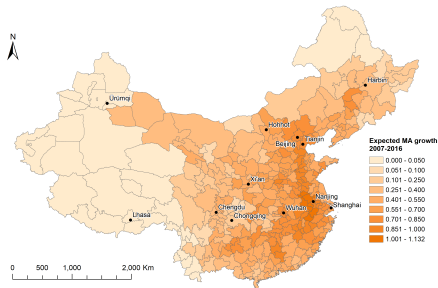 N
Harbin
Urumqi
Hohhot
Beijing
Tianjin
Xi'an
Nanjing
Shanghai
Wuhan
Chengdu
Chongqing
Lhasa
Expected MA growth
2007-2016
0.000 - 0.050
0.051 - 0.100
0.101 - 0.250
0.251 - 0.400
0.401 - 0.550
0.551 - 0.700
0.701 - 0.850
0.851 - 1.000
1.001 - 1.132
0 500 1,000 2,000 Km